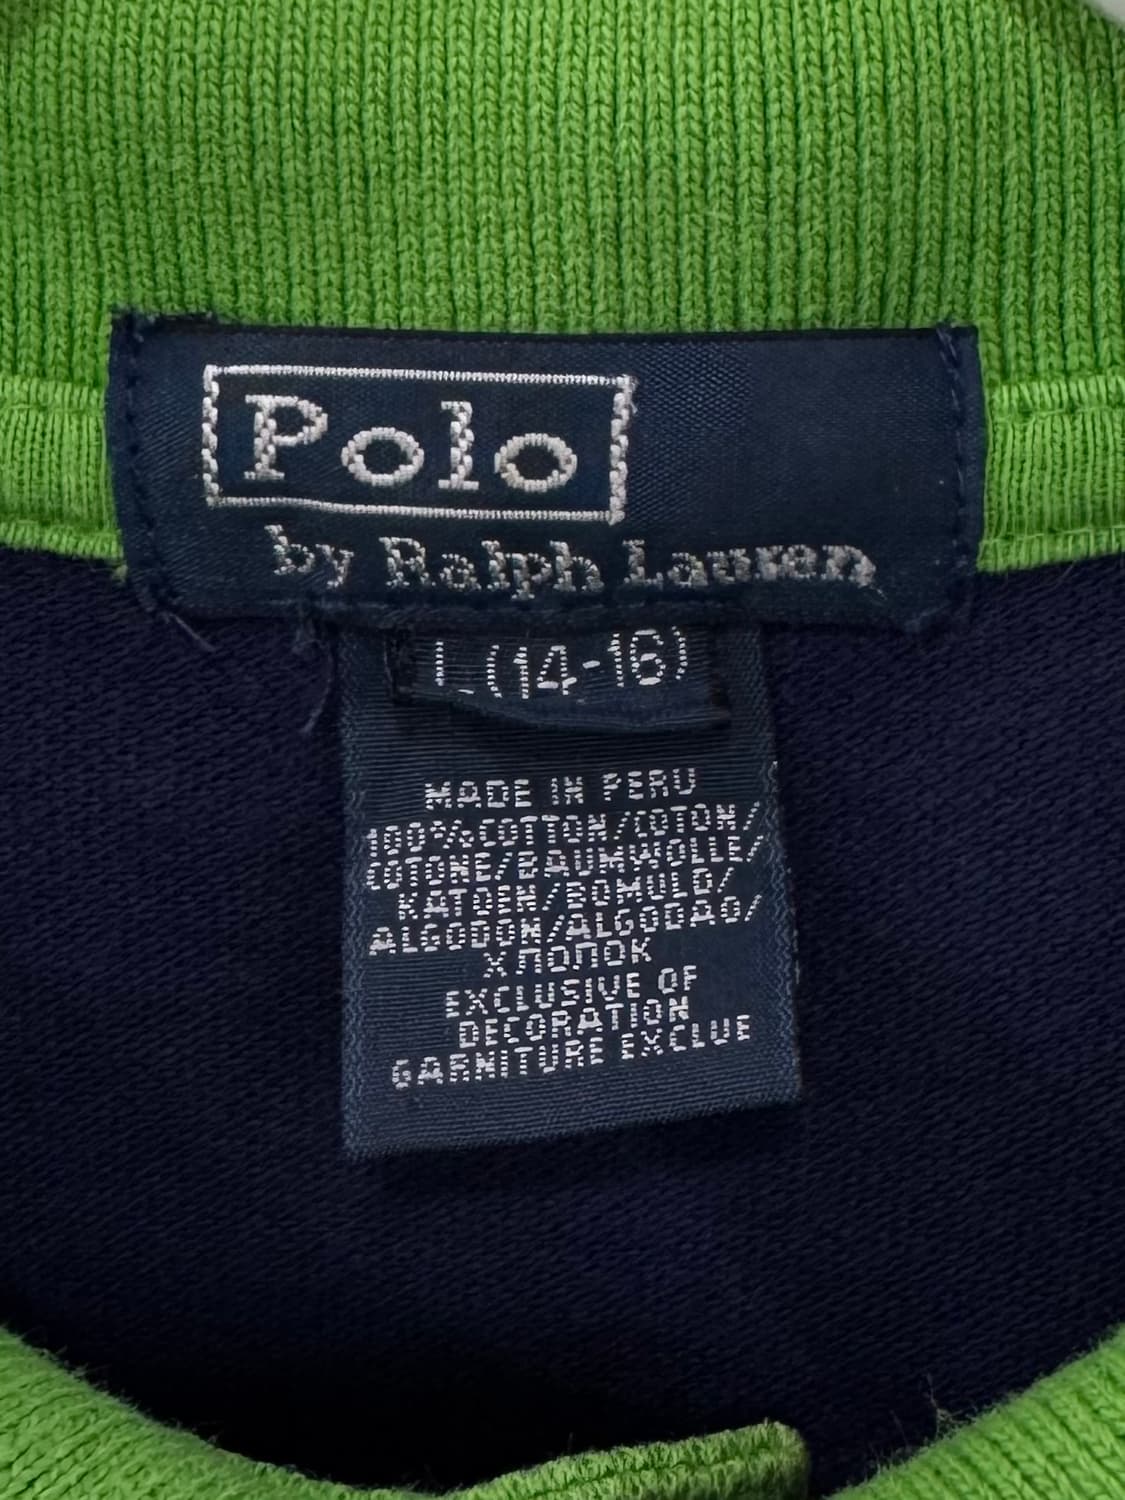 Polo
by Ralph Lauren
L (14-16)
MADE IN PERU
100%COTTON/COTON/
COTONE/BAUMWOLLE/
KATOEN/BOMULD/
ALGODON/ALGODAO/
ХЛОПОК
EXCLUSIVE OF
DECORATION
GARNITURE EXCLUE